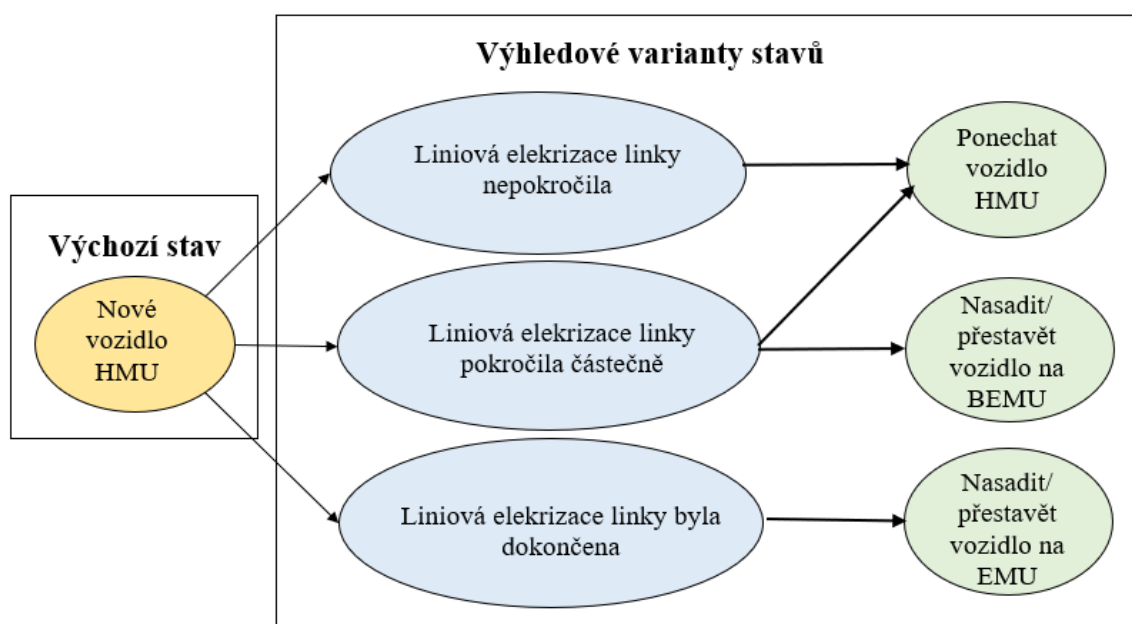 Výhledové varianty stavů
Liniová elekrizace linky
nepokročila
Ponechat
vozidlo
HMU
Výchozí stav
Nové
vozidlo
HMU
Liniová elekrizace linky
pokročila částečně
Nasadit/
přestavět
vozidlo na
BEMU
Liniová elekrizace linky byla
dokončena
Nasadit/
přestavět
vozidlo na
EMU